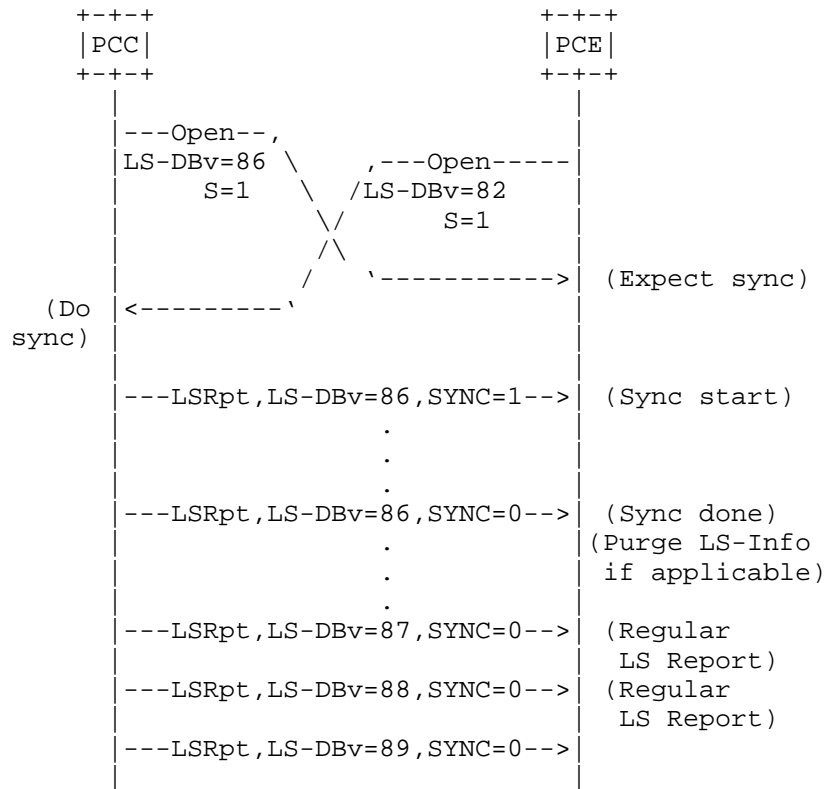 +-+-+                    +-+-+
|PCC|                    |PCE|
+-+-+                    +-+-+
|                        |
|---Open--,              |
|LS-DBv=86 \    ,---Open-----|
|    S=1    \  /LS-DBv=82    |
|            \/     S=1      |
|            /\              |
|           /  `----------->| (Expect sync)
(Do |<---------`             |
sync) |                      |
|                        |
|---LSRpt,LS-DBv=86,SYNC=1-->| (Sync start)
|            .           |
|            .           |
|            .           |
|---LSRpt,LS-DBv=86,SYNC=0-->| (Sync done)
|            .           |(Purge LS-Info
|            .           | if applicable)
|            .           |
|---LSRpt,LS-DBv=87,SYNC=0-->| (Regular
|                        | LS Report)
|---LSRpt,LS-DBv=88,SYNC=0-->| (Regular
|                        | LS Report)
|---LSRpt,LS-DBv=89,SYNC=0-->|
|                        |